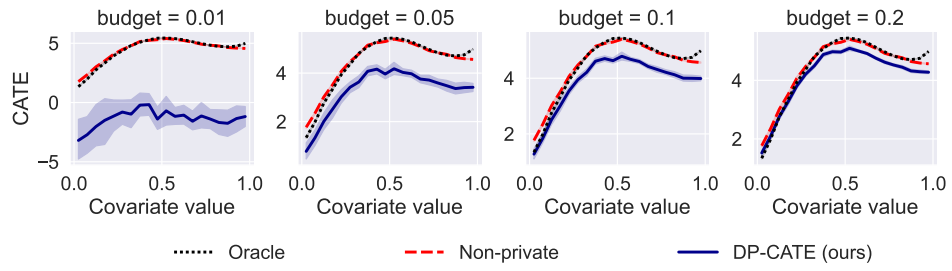 budget = 0.01
budget = 0.05
budget = 0.1
budget = 0.2
CATE
5
0
−5
0.0 0.5 1.0
Covariate value
4
2
0.0 0.5 1.0
Covariate value
4
2
0.0 0.5 1.0
Covariate value
4
2
0.0 0.5 1.0
Covariate value
Oracle
Non-private
DP-CATE (ours)